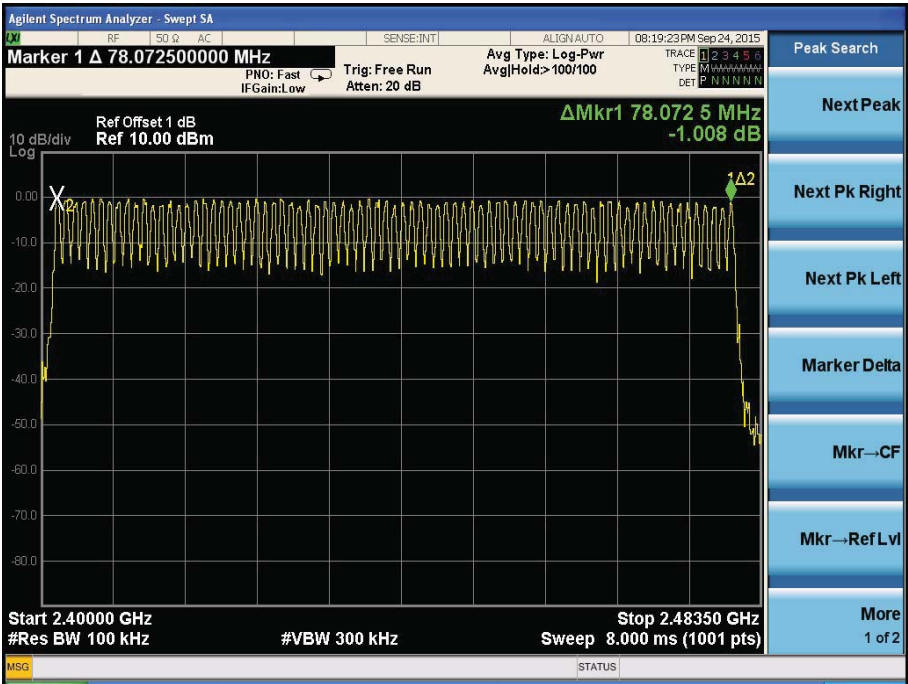 Agilent Spectrum Analyzer - Swept SA
LXI RF 50 Ω AC SENSE:INT ALIGN AUTO 08:19:23 PM Sep 24, 2015
Marker 1 Δ 78.072500000 MHz
PNO: Fast
IFGain:Low
Trig: Free Run
Atten: 20 dB
Avg Type: Log-Pwr
Avg|Hold:>100/100
TRACE 1 2 3 4 5 6
TYPE M WWWWW
DET P N N N N N
Peak Search
Next Peak
Next Pk Right
Next Pk Left
Marker Delta
Mkr→CF
Mkr→Ref Lvl
More
1 of 2
ΔMkr1 78.072 5 MHz
-1.008 dB
Ref Offset 1 dB
10 dB/div Ref 10.00 dBm
Log
1Δ2
0.00
X2
-10.0
-20.0
-30.0
-40.0
-50.0
-60.0
-70.0
-80.0
Start 2.40000 GHz Stop 2.48350 GHz
#Res BW 100 kHz #VBW 300 kHz Sweep 8.000 ms (1001 pts)
MSG STATUS